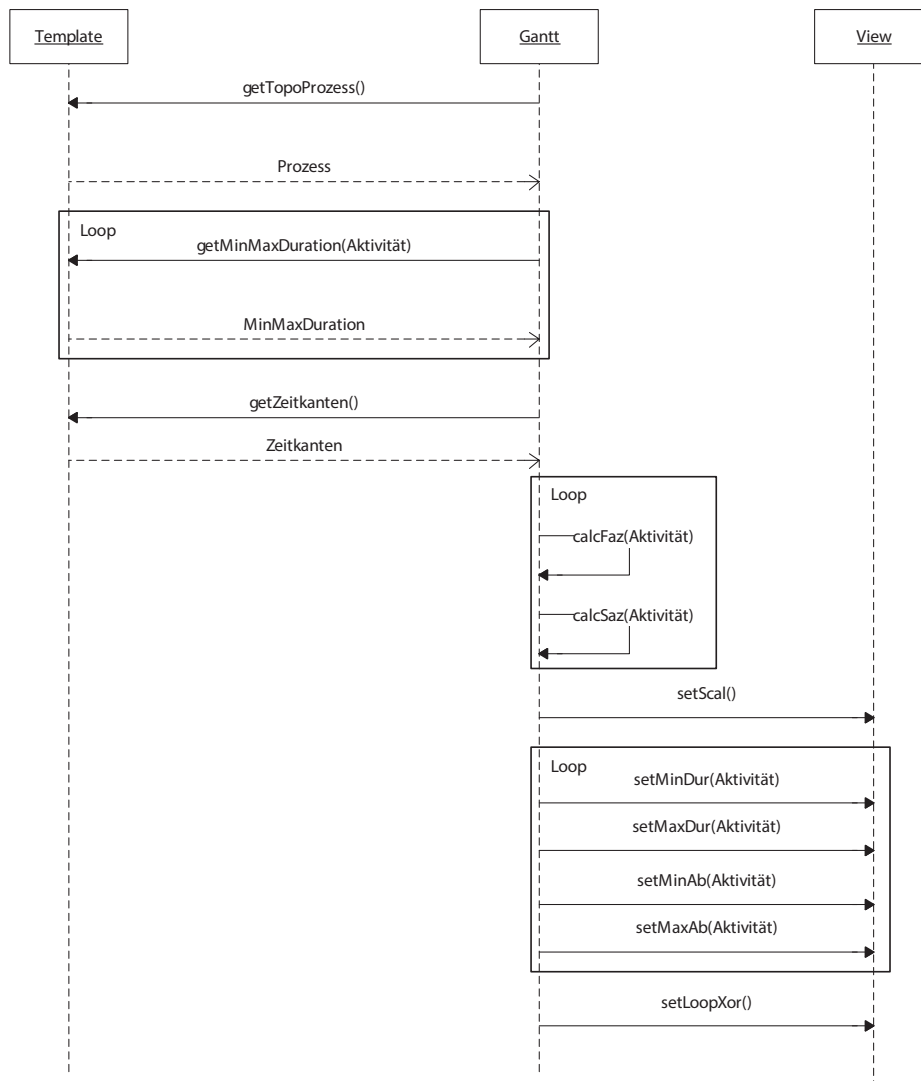 Template
Gantt
View
getTopoProzess()
Prozess
Loop
getMinMaxDuration(Aktivität)
MinMaxDuration
getZeitkanten()
Zeitkanten
Loop
calcFaz(Aktivität)
calcSaz(Aktivität)
setScal()
Loop
setMinDur(Aktivität)
setMaxDur(Aktivität)
setMinAb(Aktivität)
setMaxAb(Aktivität)
setLoopXor()